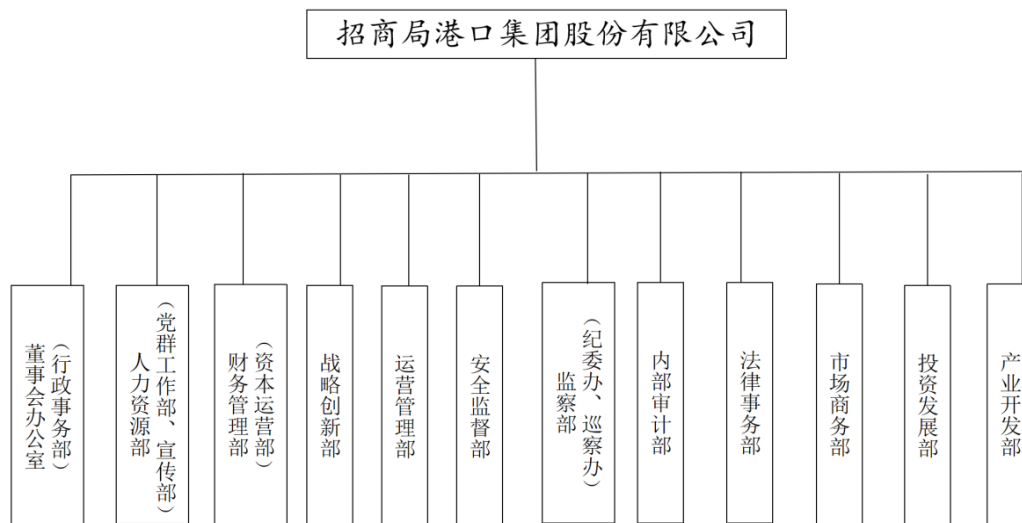 招商局港口集团股份有限公司
董事会办公室
（行政事务部）
人力资源部
（党群工作部、宣传部）
财务管理部
（资本运营部）
战略创新部
运营管理部
安全监督部
监察部
（纪委办、巡察办）
内部审计部
法律事务部
市场商务部
投资发展部
产业开发部